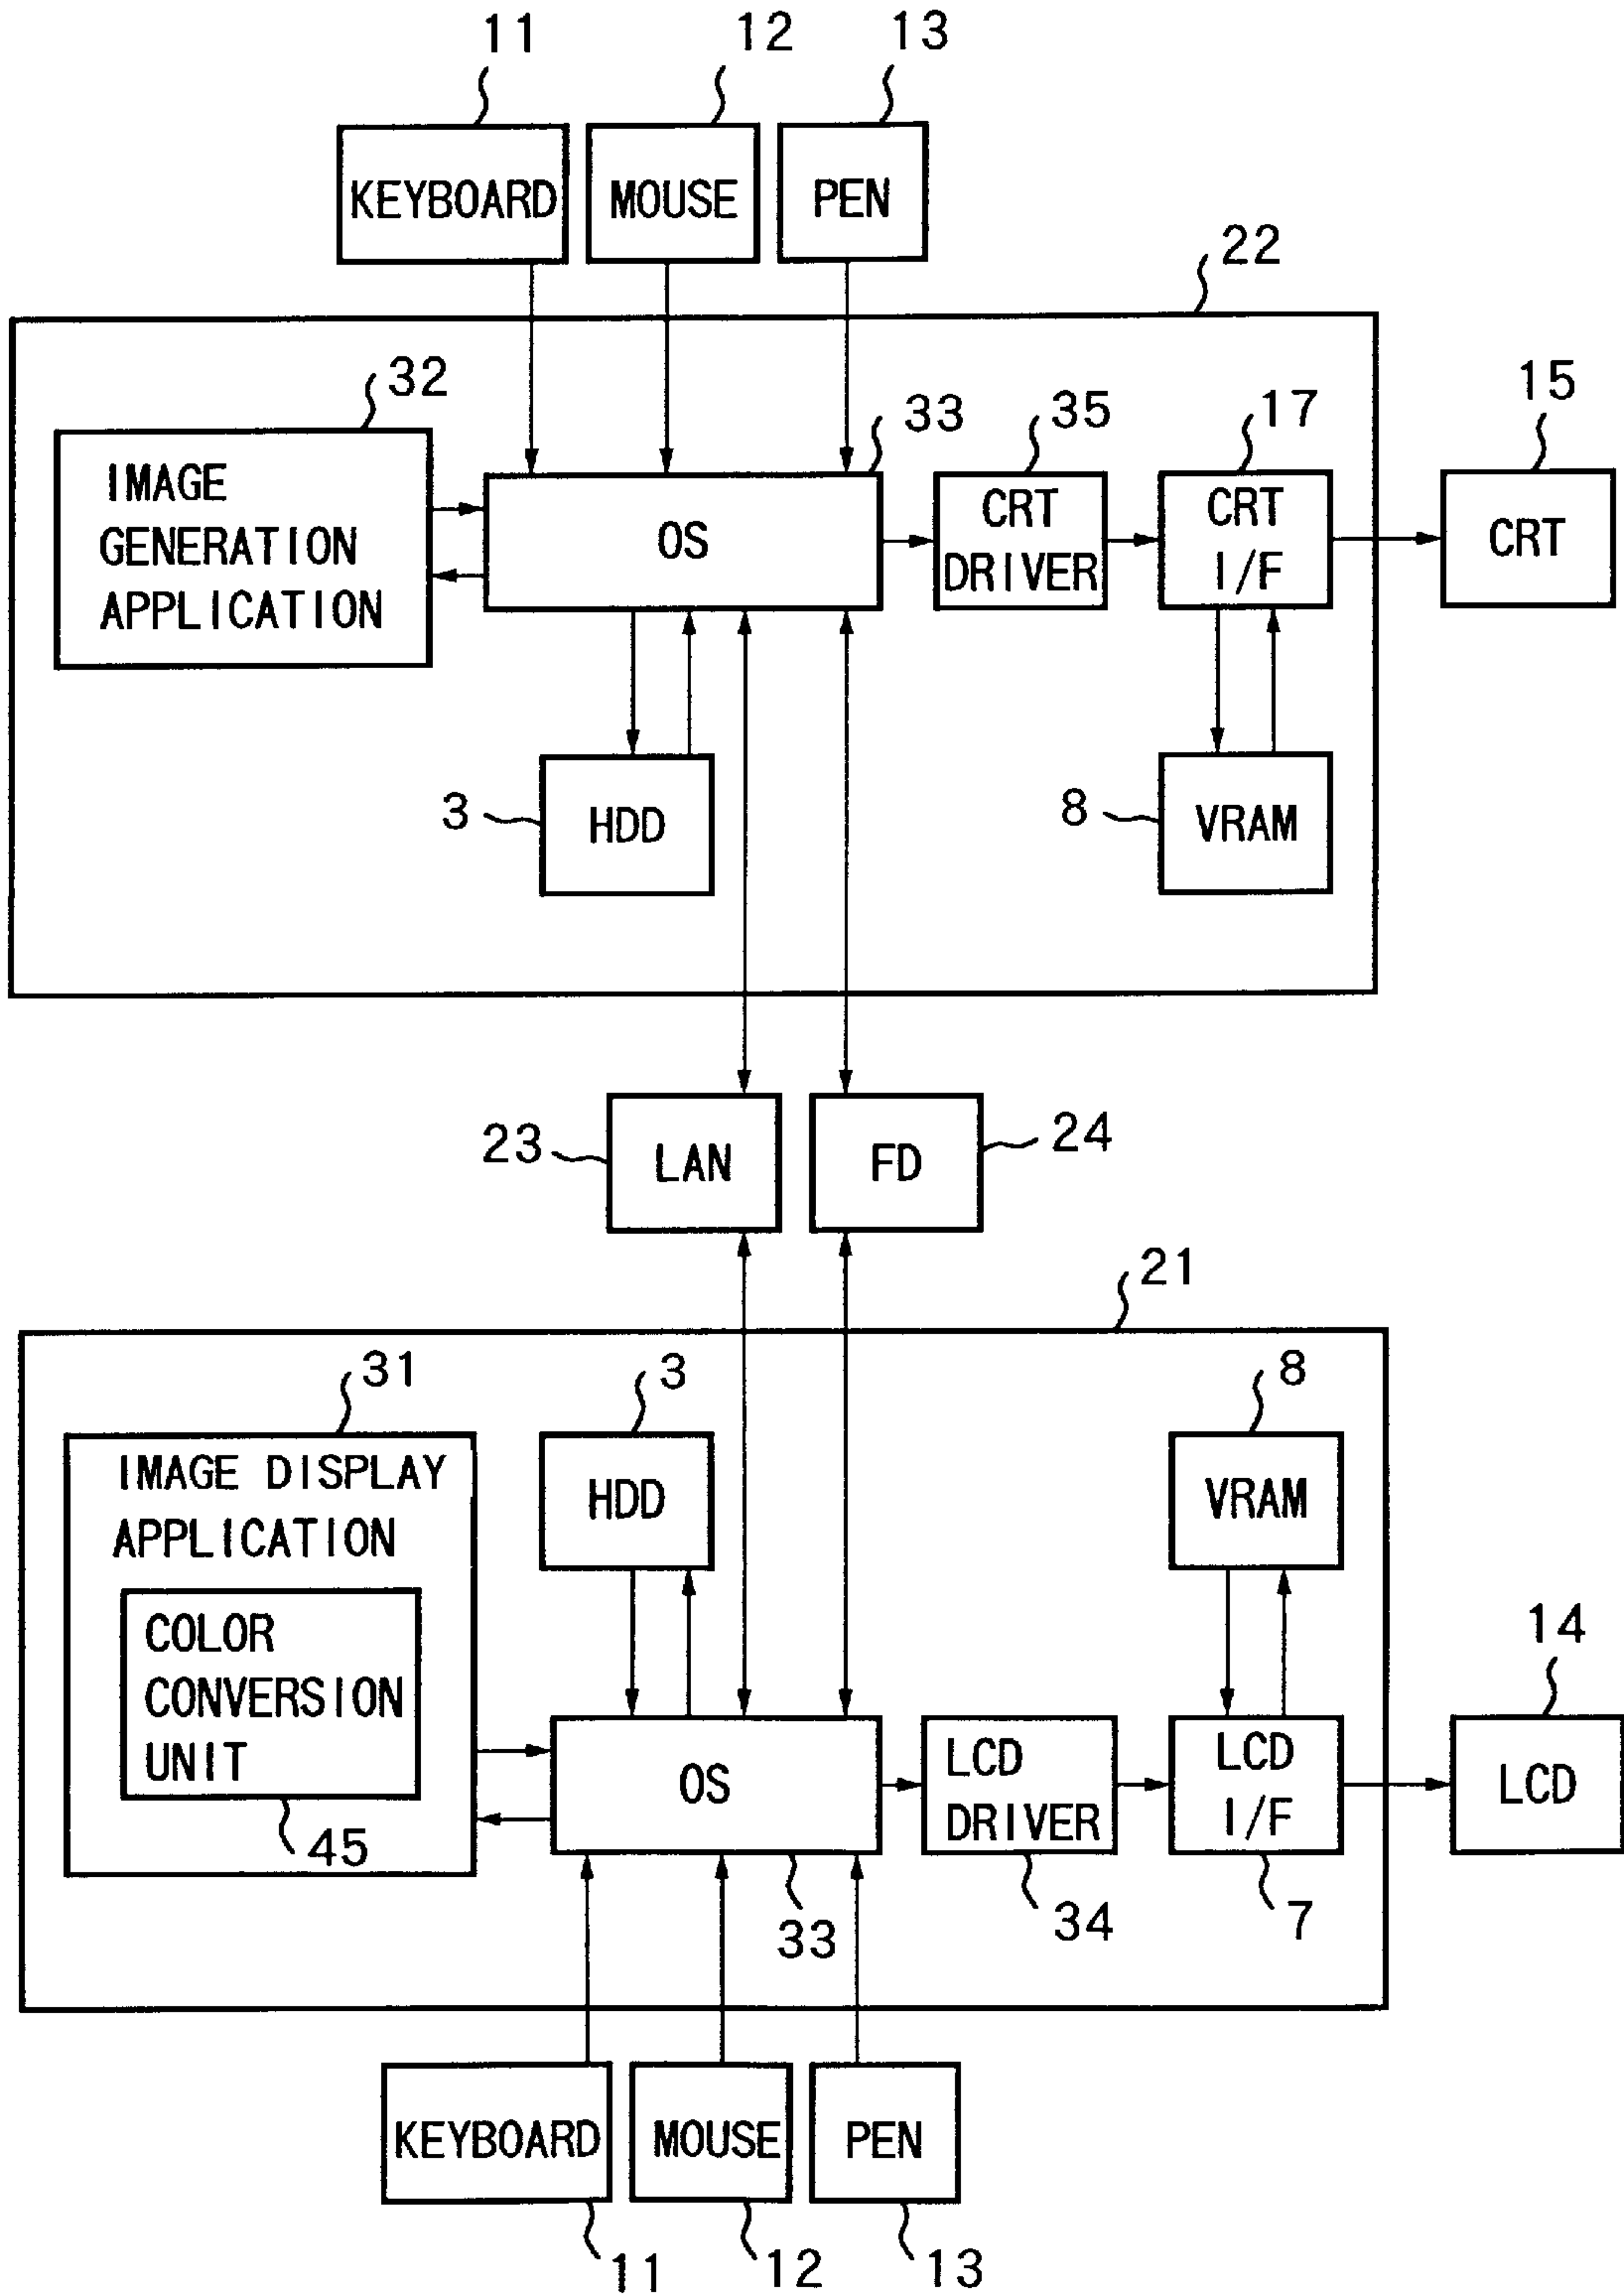 11
12
13
KEYBOARD
MOUSE
PEN
22
32
33
35
17
15
IMAGE
GENERATION
APPLICATION
OS
CRT
DRIVER
CRT
I/F
CRT
3
HDD
8
VRAM
23
LAN
FD
24
21
31
3
8
IMAGE DISPLAY
APPLICATION
HDD
VRAM
COLOR
CONVERSION
UNIT
14
OS
LCD
DRIVER
LCD
I/F
LCD
45
33
34
7
KEYBOARD
MOUSE
PEN
11
12
13